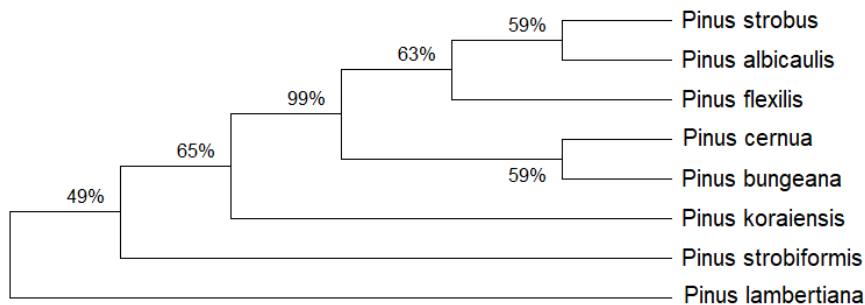 59%
Pinus strobus
63%
Pinus albicaulis
99%
Pinus flexilis
65%
Pinus cernua
59%
Pinus bungeana
49%
Pinus koraiensis
Pinus strobiformis
Pinus lambertiana